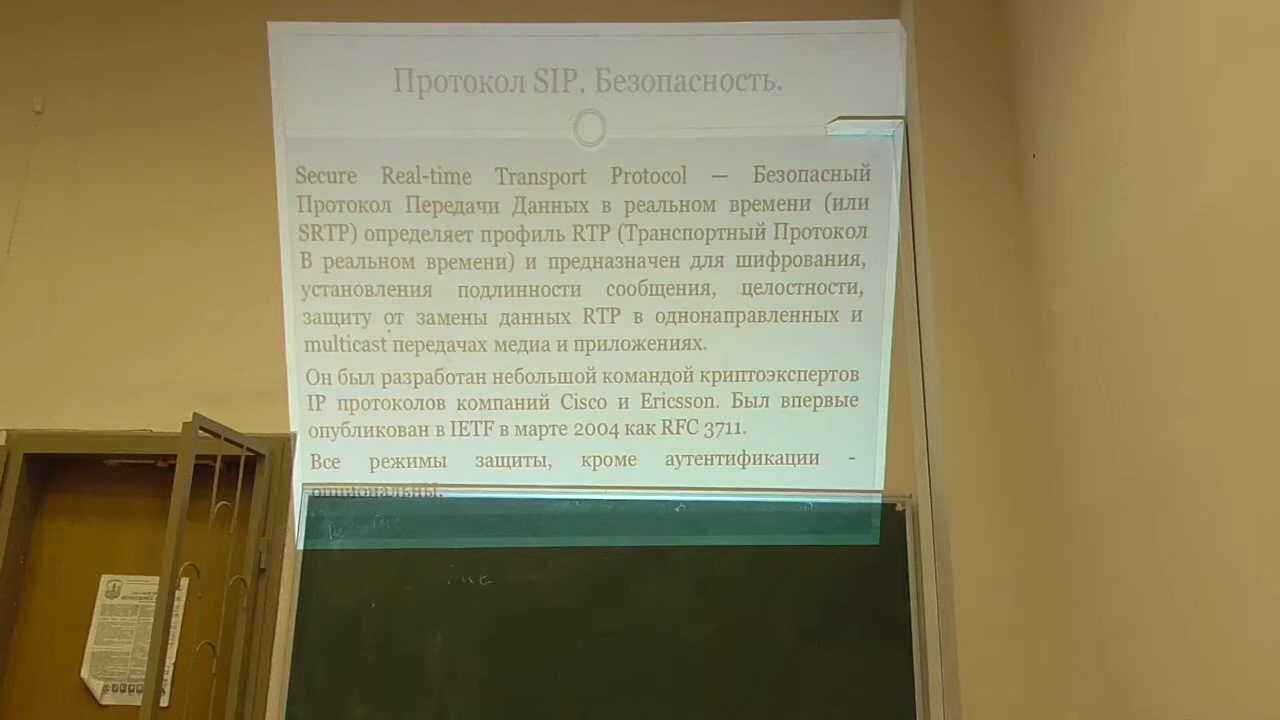 Протокол SIP. Безопасность.
Secure Real-time Transport Protocol — Безопасный
Протокол Передачи Данных в реальном времени (или
SRTP) определяет профиль RTP (Транспортный Протокол
В реальном времени) и предназначен для шифрования,
установления подлинности сообщения, целостности,
защиту от замены данных RTP в однонаправленных и
multicast передачах медиа и приложениях.
Он был разработан небольшой командой криптоэкспертов
IP протоколов компаний Cisco и Ericsson. Был впервые
опубликован в IETF в марте 2004 как RFC 3711.
Все режимы защиты, кроме аутентификации -
опциональны.